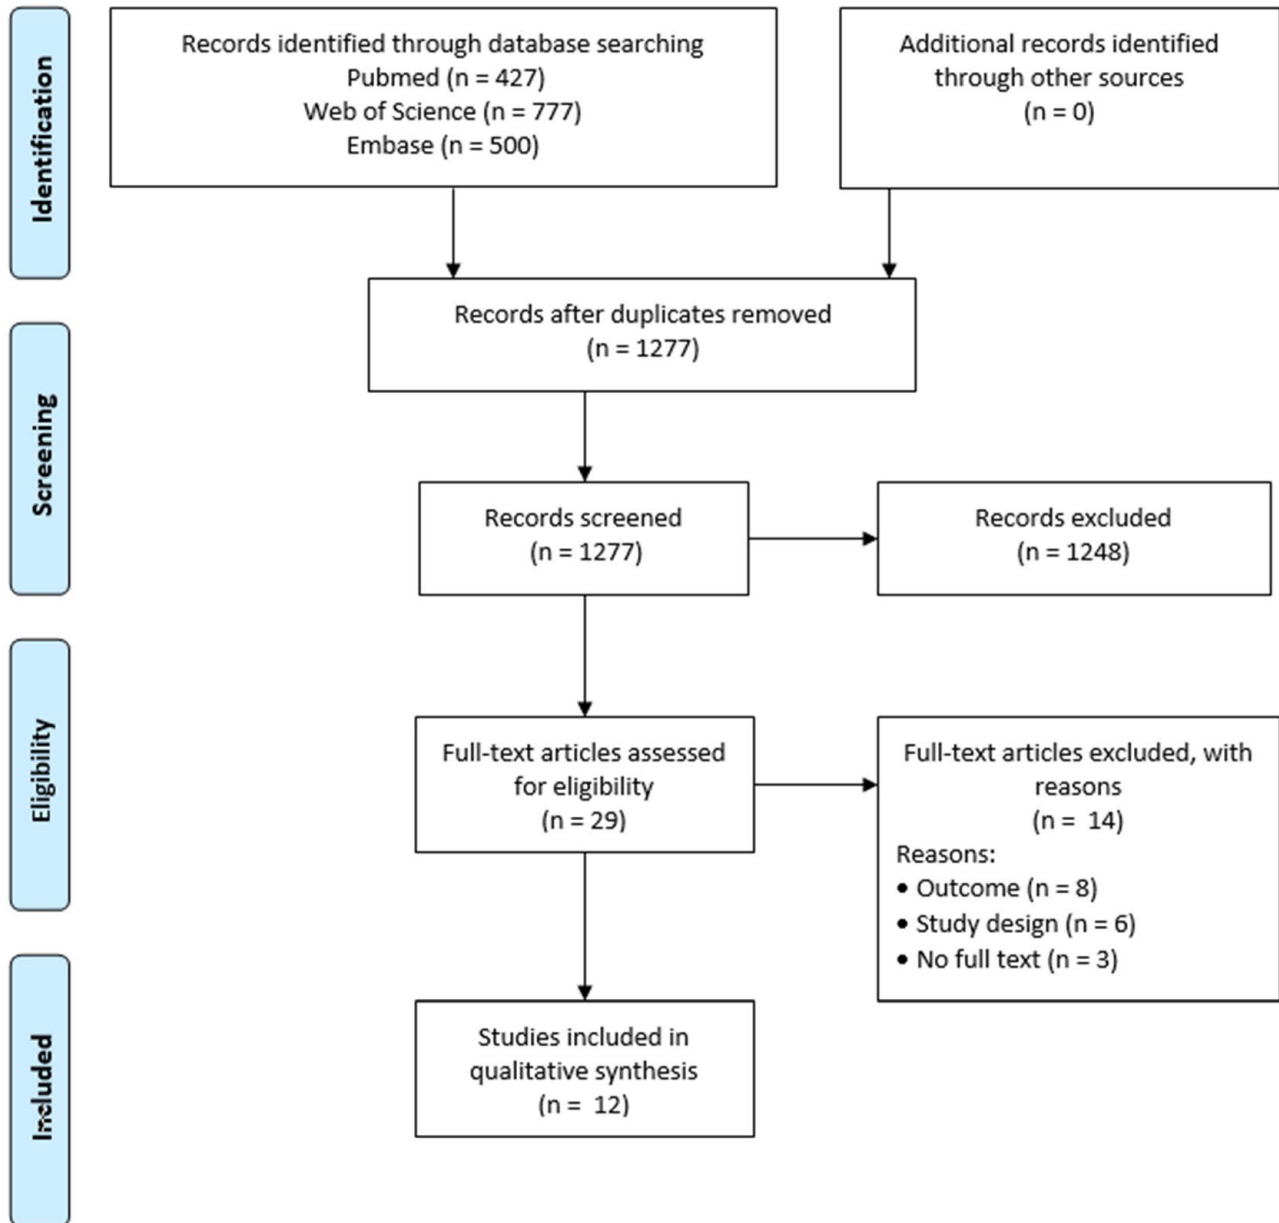 Identification
Records identified through database searching
Pubmed (n = 427)
Web of Science (n = 777)
Embase (n = 500)
Additional records identified
through other sources
(n = 0)
Records after duplicates removed
(n = 1277)
Screening
Records screened
(n = 1277)
Records excluded
(n = 1248)
Eligibility
Full-text articles assessed
for eligibility
(n = 29)
Full-text articles excluded, with
reasons
(n =  14)
Reasons:
• Outcome (n = 8)
• Study design (n = 6)
• No full text (n = 3)
Included
Studies included in
qualitative synthesis
(n =  12)